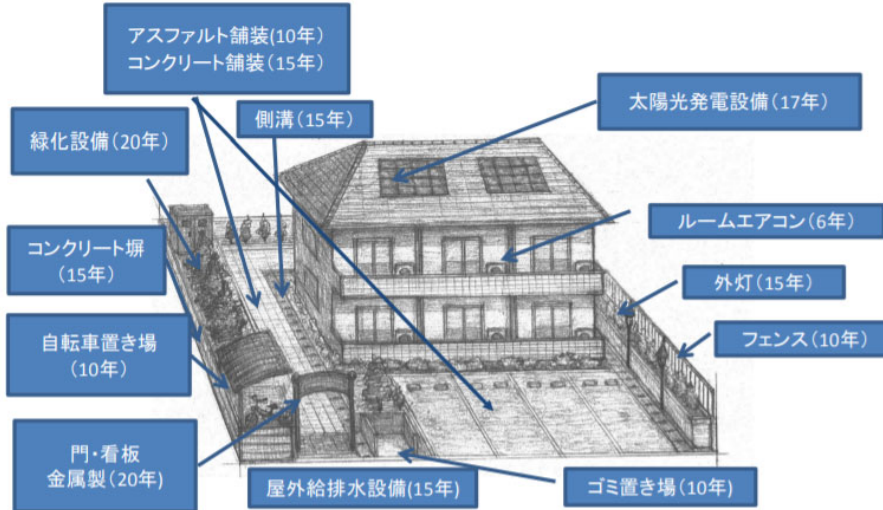 アスファルト舗装(10年)
コンクリート舗装(15年)
側溝(15年)
太陽光発電設備(17年)
緑化設備(20年)
ルームエアコン(6年)
コンクリート塀
(15年)
外灯(15年)
自転車置き場
(10年)
フェンス(10年)
門・看板
金属製(20年)
屋外給排水設備(15年)
ゴミ置き場(10年)